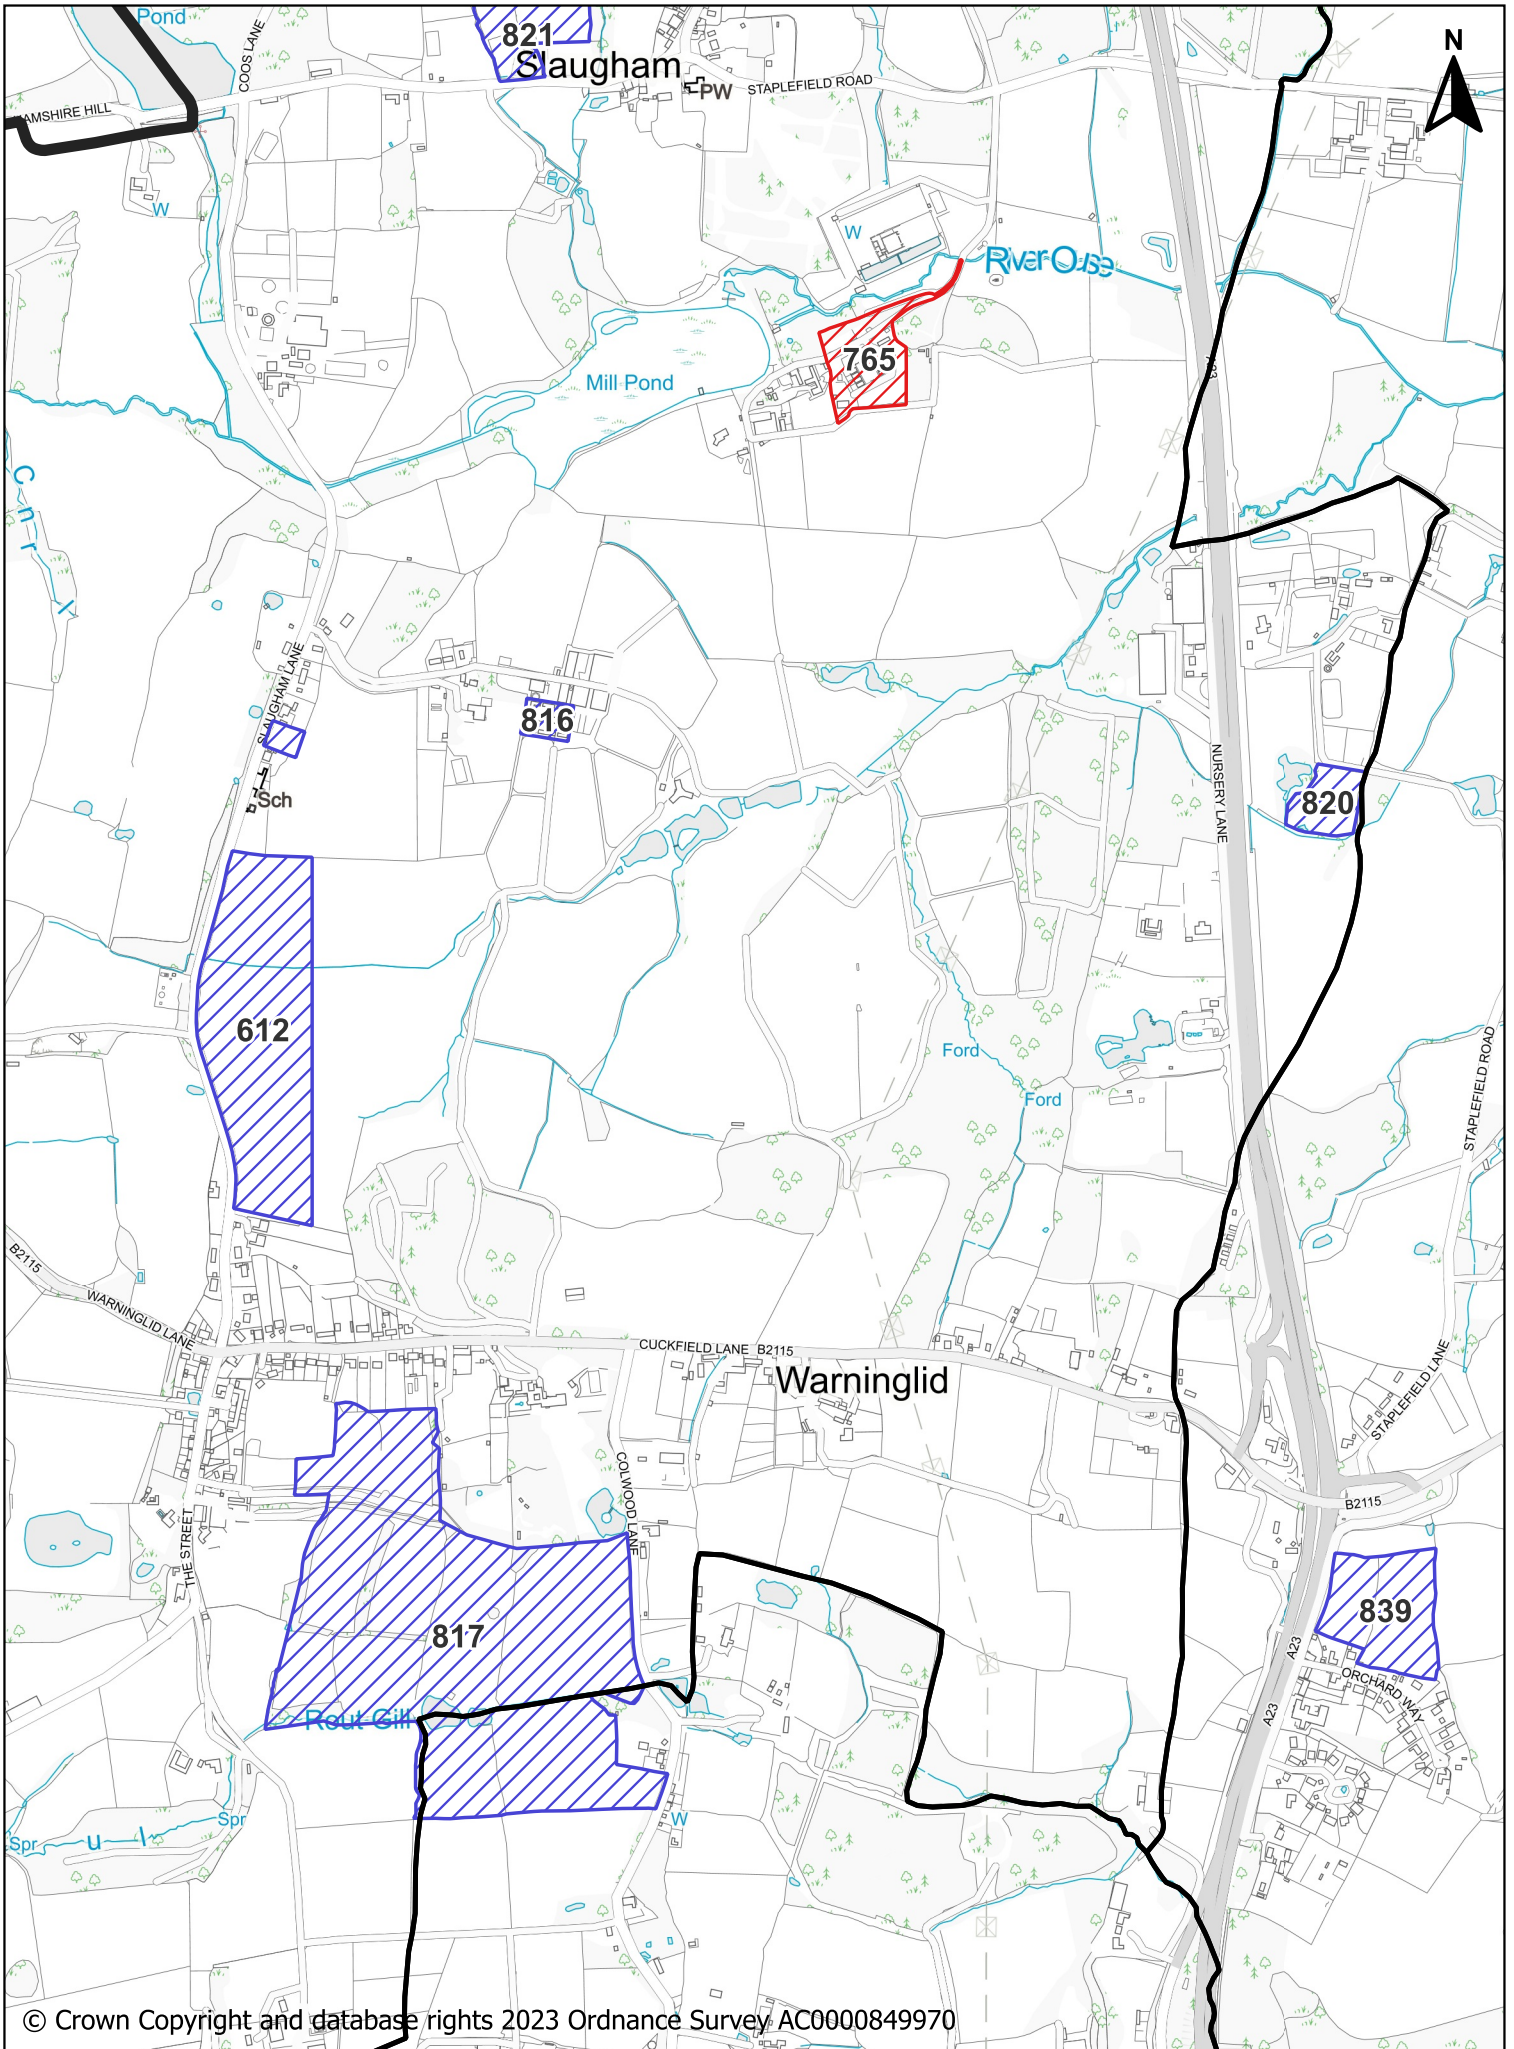 Pond
COOS LANE
821
Slaugham
PW
STAPLEFIELD ROAD
N
AMSHIRE HILL
W
W
River Ouse
765
A23
Mill Pond
SLAUGHAM LANE
816
Sch
NURSERY LANE
820
612
Ford
Ford
STAPLEFIELD ROAD
B2115
WARNINGLID LANE
CUCKFIELD LANE B2115
Warninglid
STAPLEFIELD LANE
COLWOOD LANE
B2115
THE STREET
817
839
A23
ORCHARD WAY
A23
Rout Gill
W
Spr
Spr
u l
© Crown Copyright and database rights 2023 Ordnance Survey AC0000849970